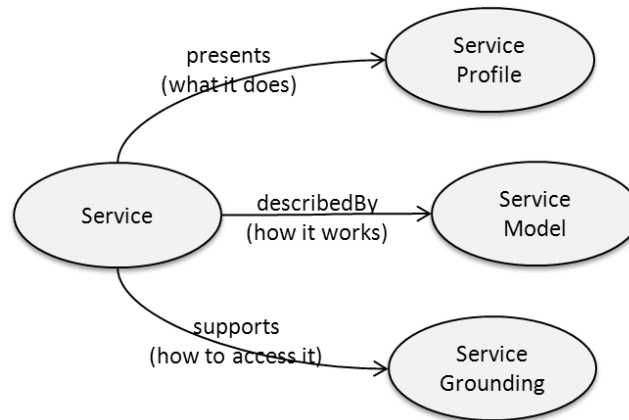 presents
(what it does)
Service
Profile
Service
describedBy
(how it works)
Service
Model
supports
(how to access it)
Service
Grounding